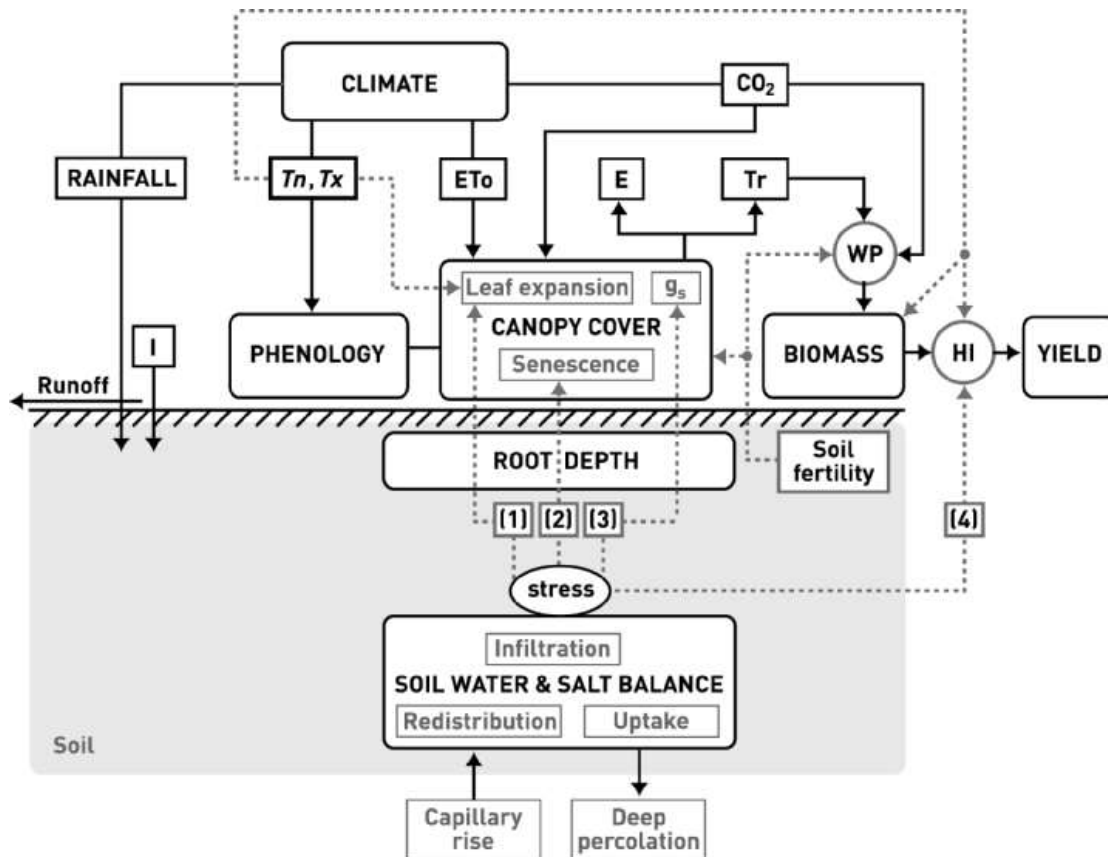 CLIMATE
CO₂
RAINFALL
Tn, Tx
ETo
E
Tr
WP
Leaf expansion
gₛ
CANOPY COVER
Senescence
PHENOLOGY
BIOMASS
HI
YIELD
I
Runoff
ROOT DEPTH
Soil
fertility
(1)
(2)
(3)
(4)
stress
Infiltration
SOIL WATER & SALT BALANCE
Redistribution
Uptake
Soil
Capillary
rise
Deep
percolation